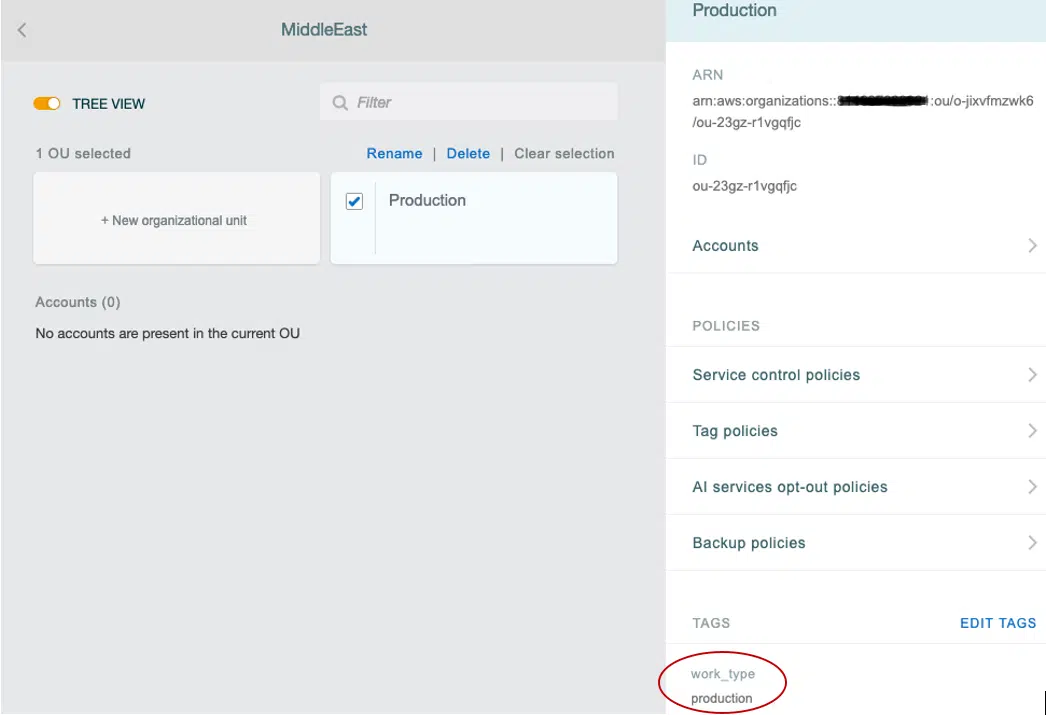 MiddleEast
TREE VIEW
Filter
1 OU selected
Rename | Delete | Clear selection
+ New organizational unit
Production
Accounts (0)
No accounts are present in the current OU
Production
ARN
arn:aws:organizations:::ou/o-jixvfmzwk6
/ou-23gz-r1vgqfjc
ID
ou-23gz-r1vgqfjc
Accounts
POLICIES
Service control policies
Tag policies
AI services opt-out policies
Backup policies
TAGS
EDIT TAGS
work_type
production